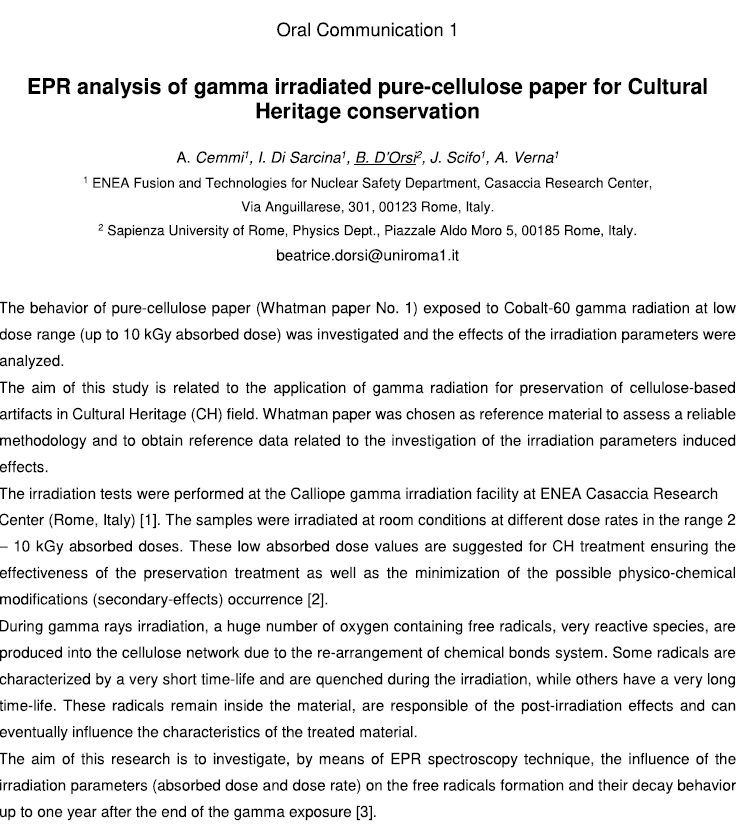 Oral Communication 1
EPR analysis of gamma irradiated pure-cellulose paper for Cultural
Heritage conservation
A. Cemmi¹, I. Di Sarcina¹, B. D'Orsi², J. Scifo¹, A. Verna¹
¹ ENEA Fusion and Technologies for Nuclear Safety Department, Casaccia Research Center,
Via Anguillarese, 301, 00123 Rome, Italy.
² Sapienza University of Rome, Physics Dept., Piazzale Aldo Moro 5, 00185 Rome, Italy.
beatrice.dorsi@uniroma1.it
The behavior of pure-cellulose paper (Whatman paper No. 1) exposed to Cobalt-60 gamma radiation at low
dose range (up to 10 kGy absorbed dose) was investigated and the effects of the irradiation parameters were
analyzed.
The aim of this study is related to the application of gamma radiation for preservation of cellulose-based
artifacts in Cultural Heritage (CH) field. Whatman paper was chosen as reference material to assess a reliable
methodology and to obtain reference data related to the investigation of the irradiation parameters induced
effects.
The irradiation tests were performed at the Calliope gamma irradiation facility at ENEA Casaccia Research
Center (Rome, Italy) [1]. The samples were irradiated at room conditions at different dose rates in the range 2
– 10 kGy absorbed doses. These low absorbed dose values are suggested for CH treatment ensuring the
effectiveness of the preservation treatment as well as the minimization of the possible physico-chemical
modifications (secondary-effects) occurrence [2].
During gamma rays irradiation, a huge number of oxygen containing free radicals, very reactive species, are
produced into the cellulose network due to the re-arrangement of chemical bonds system. Some radicals are
characterized by a very short time-life and are quenched during the irradiation, while others have a very long
time-life. These radicals remain inside the material, are responsible of the post-irradiation effects and can
eventually influence the characteristics of the treated material.
The aim of this research is to investigate, by means of EPR spectroscopy technique, the influence of the
irradiation parameters (absorbed dose and dose rate) on the free radicals formation and their decay behavior
up to one year after the end of the gamma exposure [3].